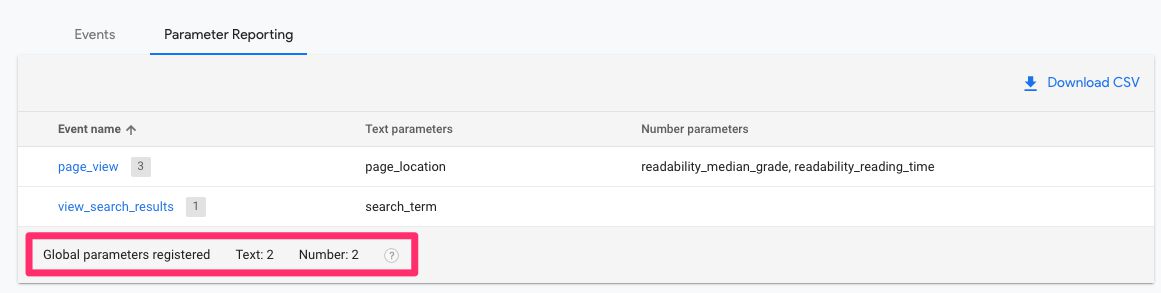 Events Parameter Reporting
Download CSV
Event name Text parameters Number parameters
page_view 3 page_location readability_median_grade, readability_reading_time
view_search_results 1 search_term
Global parameters registered Text: 2 Number: 2 ?